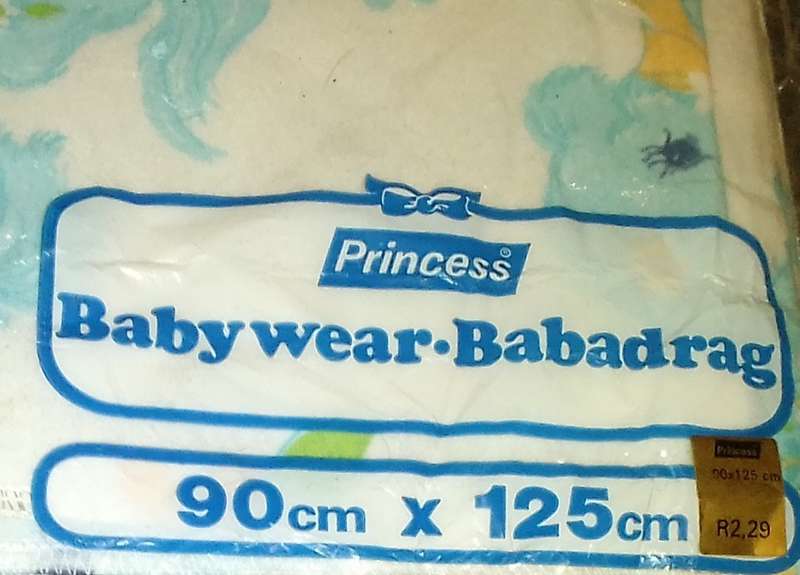 Princess®
Babywear·Babadrag
90cm x 125cm
Princess
90x125 cm
R2,29